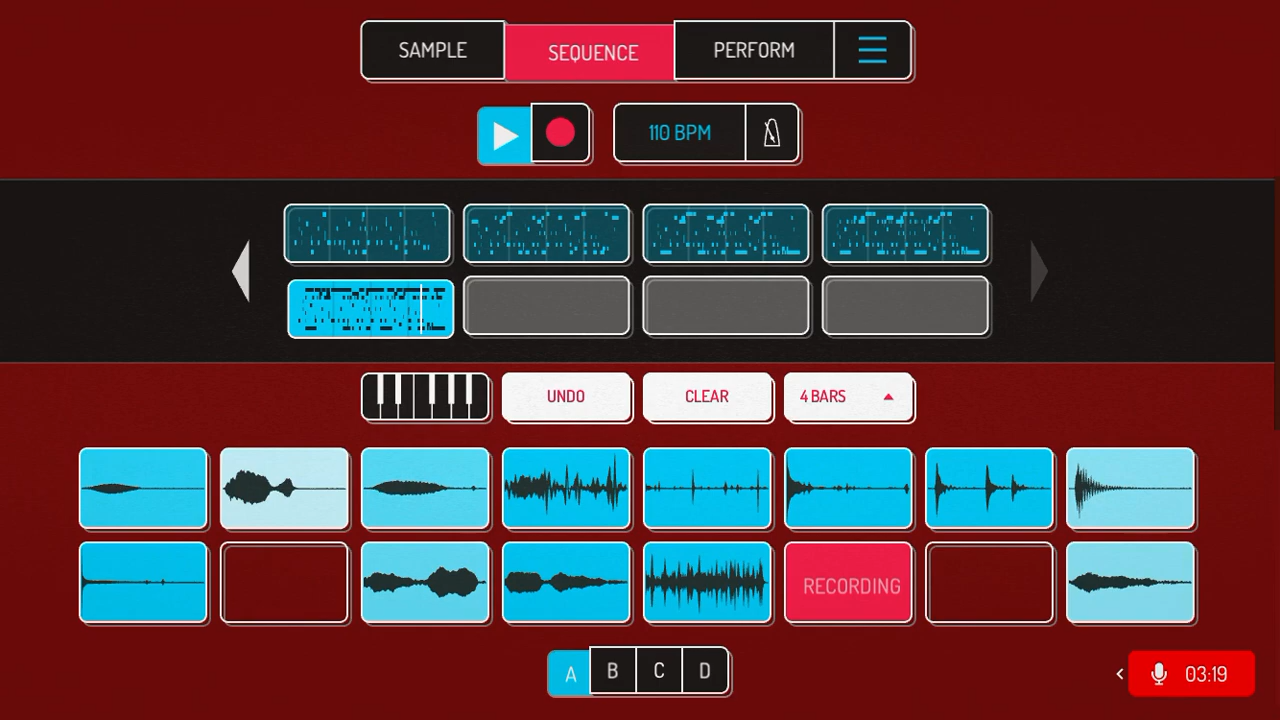 SAMPLE
SEQUENCE
PERFORM
110 BPM
UNDO
CLEAR
4 BARS
RECORDING
A
B
C
D
03:19